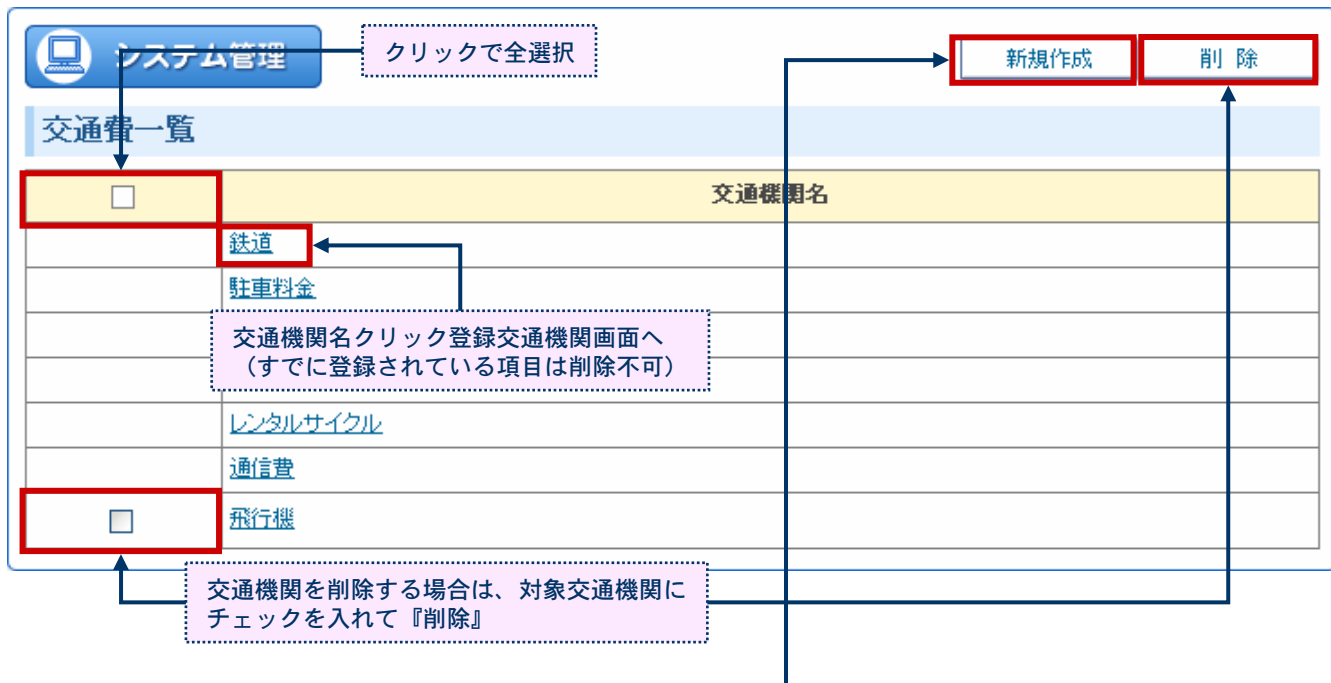 システム管理
クリックで全選択
新規作成
削 除
交通費一覧
交通機関名
鉄道
駐車料金
交通機関名クリック登録交通機関画面へ
（すでに登録されている項目は削除不可）
レンタルサイクル
通信費
飛行機
交通機関を削除する場合は、対象交通機関に
チェックを入れて『削除』